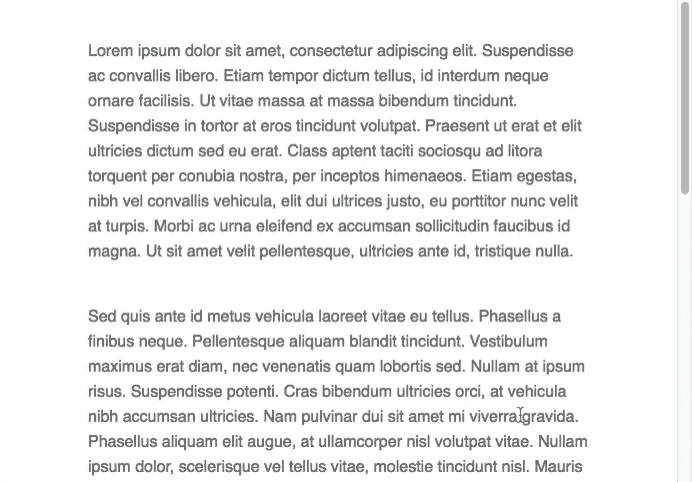 Lorem ipsum dolor sit amet, consectetur adipiscing elit. Suspendisse
ac convallis libero. Etiam tempor dictum tellus, id interdum neque
ornare facilisis. Ut vitae massa at massa bibendum tincidunt.
Suspendisse in tortor at eros tincidunt volutpat. Praesent ut erat et elit
ultricies dictum sed eu erat. Class aptent taciti sociosqu ad litora
torquent per conubia nostra, per inceptos himenaeos. Etiam egestas,
nibh vel convallis vehicula, elit dui ultrices justo, eu porttitor nunc velit
at turpis. Morbi ac urna eleifend ex accumsan sollicitudin faucibus id
magna. Ut sit amet velit pellentesque, ultricies ante id, tristique nulla.
Sed quis ante id metus vehicula laoreet vitae eu tellus. Phasellus a
finibus neque. Pellentesque aliquam blandit tincidunt. Vestibulum
maximus erat diam, nec venenatis quam lobortis sed. Nullam at ipsum
risus. Suspendisse potenti. Cras bibendum ultricies orci, at vehicula
nibh accumsan ultricies. Nam pulvinar dui sit amet mi viverra gravida.
Phasellus aliquam elit augue, at ullamcorper nisl volutpat vitae. Nullam
ipsum dolor, scelerisque vel tellus vitae, molestie tincidunt nisl. Mauris